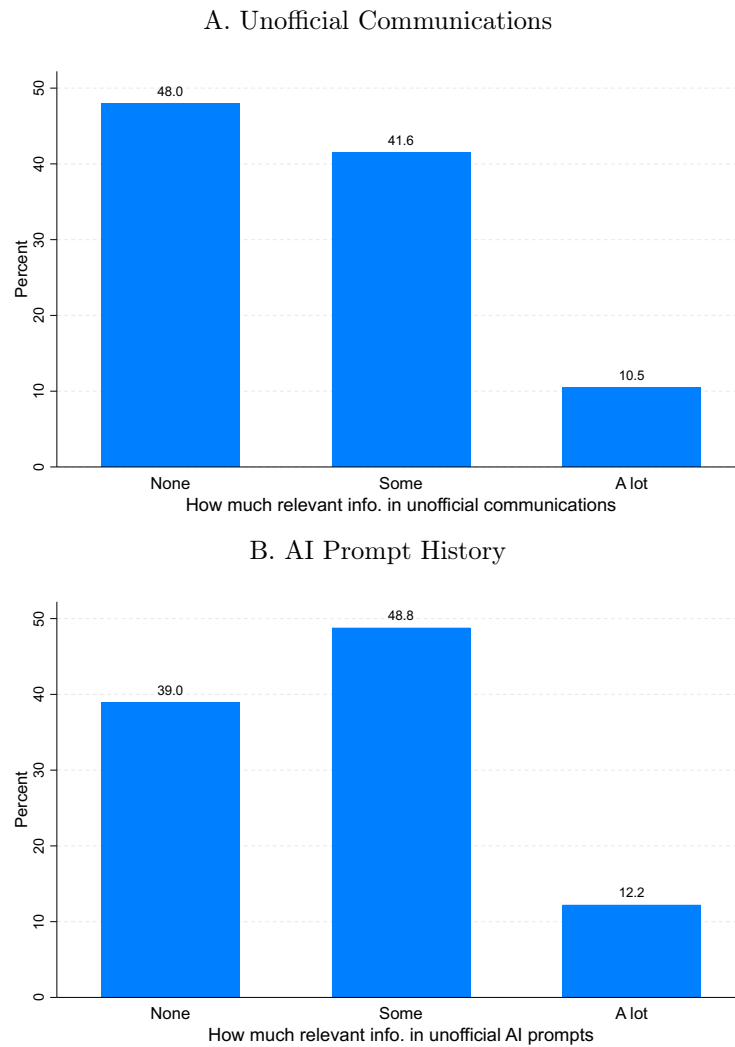 A. Unofficial Communications
50
40
30
20
10
0
Percent
48.0
41.6
10.5
None Some A lot
How much relevant info. in unofficial communications
B. AI Prompt History
50
40
30
20
10
0
Percent
39.0
48.8
12.2
None Some A lot
How much relevant info. in unofficial AI prompts